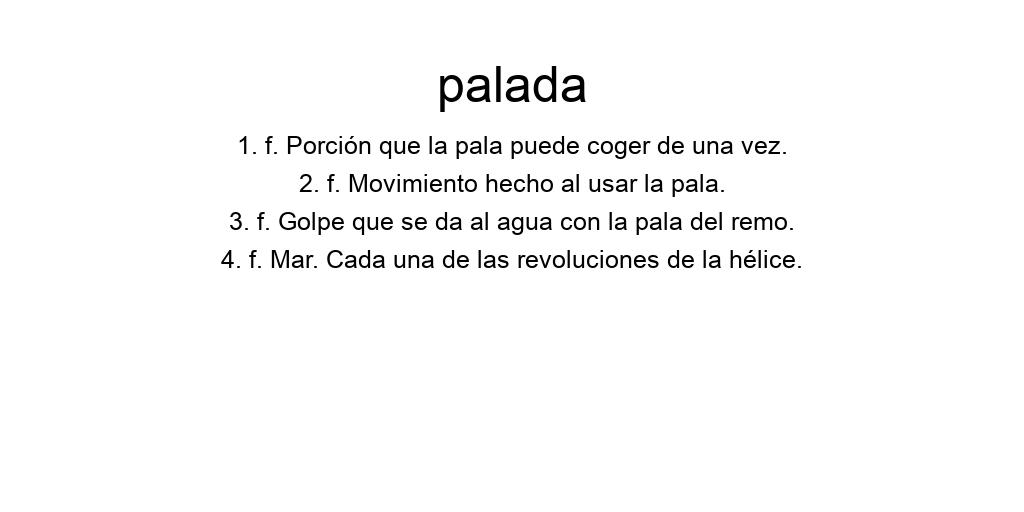 palada
1. f. Porción que la pala puede coger de una vez.
2. f. Movimiento hecho al usar la pala.
3. f. Golpe que se da al agua con la pala del remo.
4. f. Mar. Cada una de las revoluciones de la hélice.